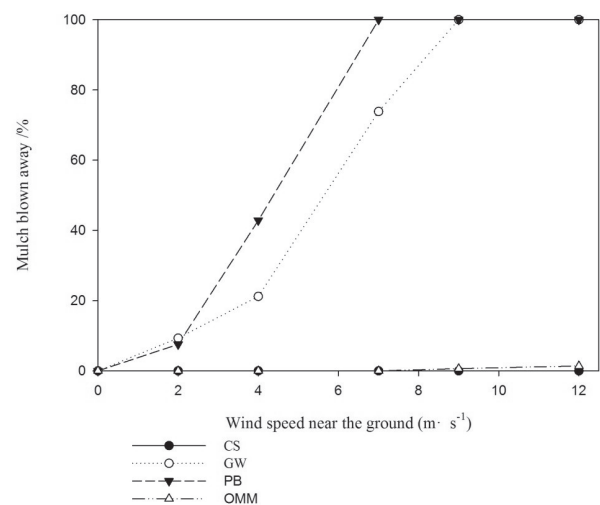 100
80
60
40
20
0
Mulch blown away /%
0 2 4 6 8 10 12
Wind speed near the ground (m· s⁻¹)
CS
GW
PB
OMM